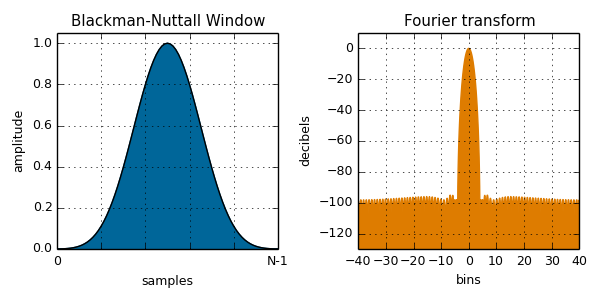 Blackman-Nuttall Window
amplitude
1.0
0.8
0.6
0.4
0.2
0.0
0
N-1
samples
Fourier transform
decibels
0
−20
−40
−60
−80
−100
−120
−40 −30 −20 −10 0 10 20 30 40
bins